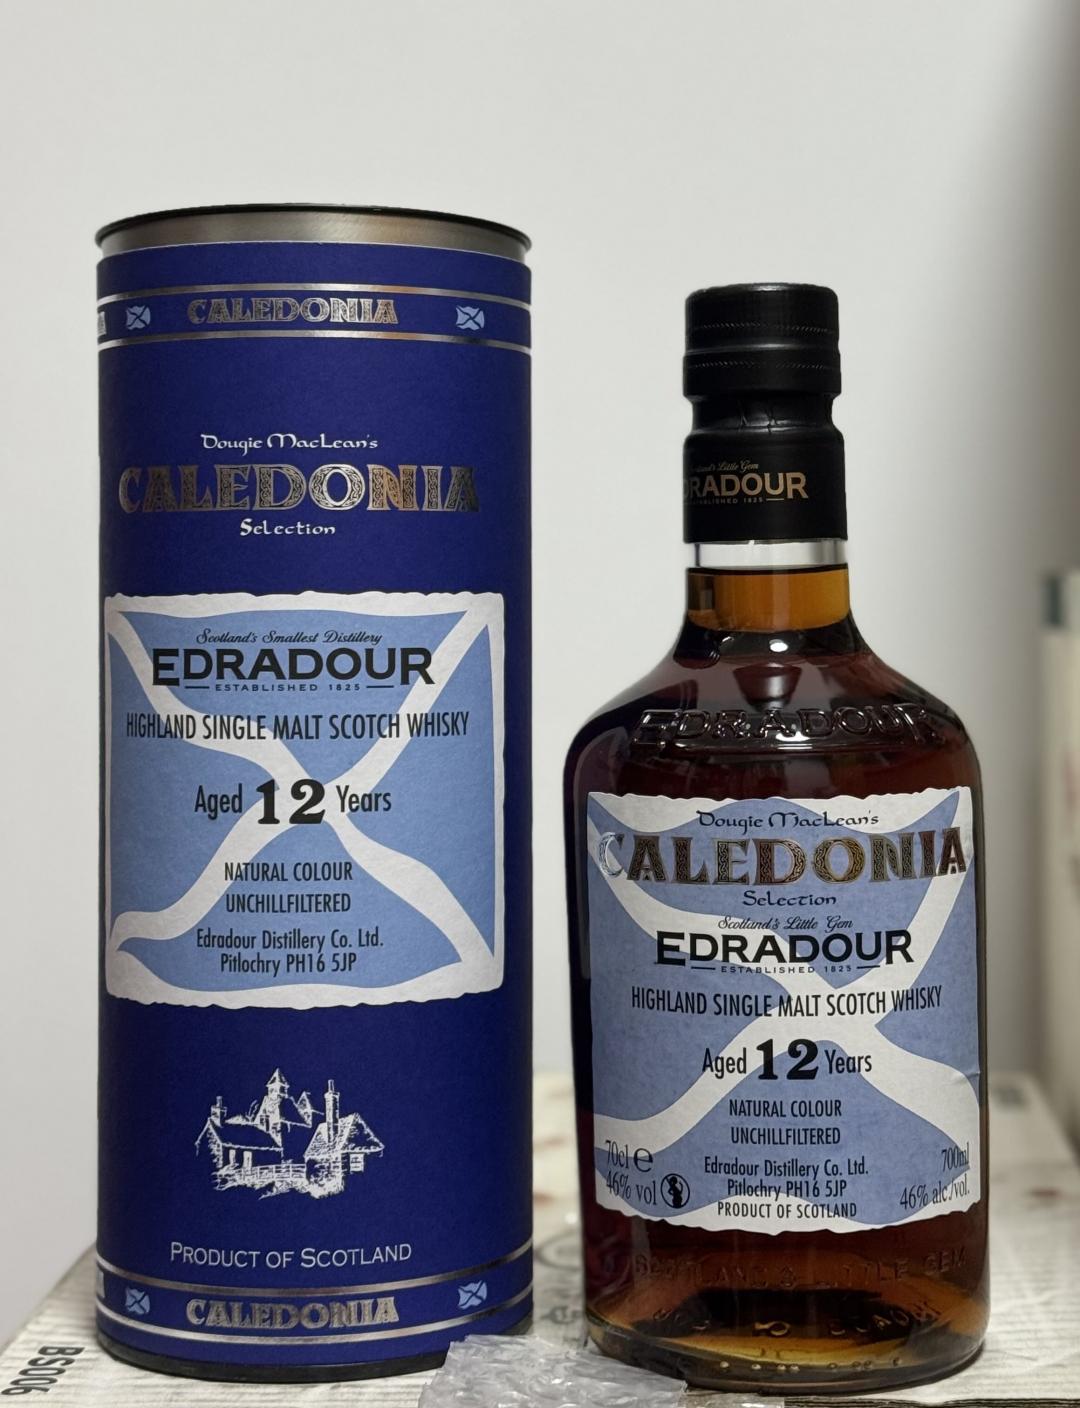 CALEDONIA
Dougie MacLean's
CALEDONIA
Selection
Scotland's Smallest Distillery
EDRADOUR
ESTABLISHED 1825
HIGHLAND SINGLE MALT SCOTCH WHISKY
Aged 12 Years
NATURAL COLOUR
UNCHILLFILTERED
Edradour Distillery Co. Ltd.
Pitlochry PH16 5JP
PRODUCT OF SCOTLAND
CALEDONIA
BS006
Scotland's Little Gem
EDRADOUR
ESTABLISHED 1825
EDRADOUR
Dougie MacLean's
CALEDONIA
Selection
Scotland's Little Gem
EDRADOUR
ESTABLISHED 1825
HIGHLAND SINGLE MALT SCOTCH WHISKY
Aged 12 Years
NATURAL COLOUR
UNCHILLFILTERED
70cl e
46% vol
Edradour Distillery Co. Ltd.
Pitlochry PH16 5JP
PRODUCT OF SCOTLAND
700ml
46% alc/vol.
SCOTLAND'S LITTLE GEM